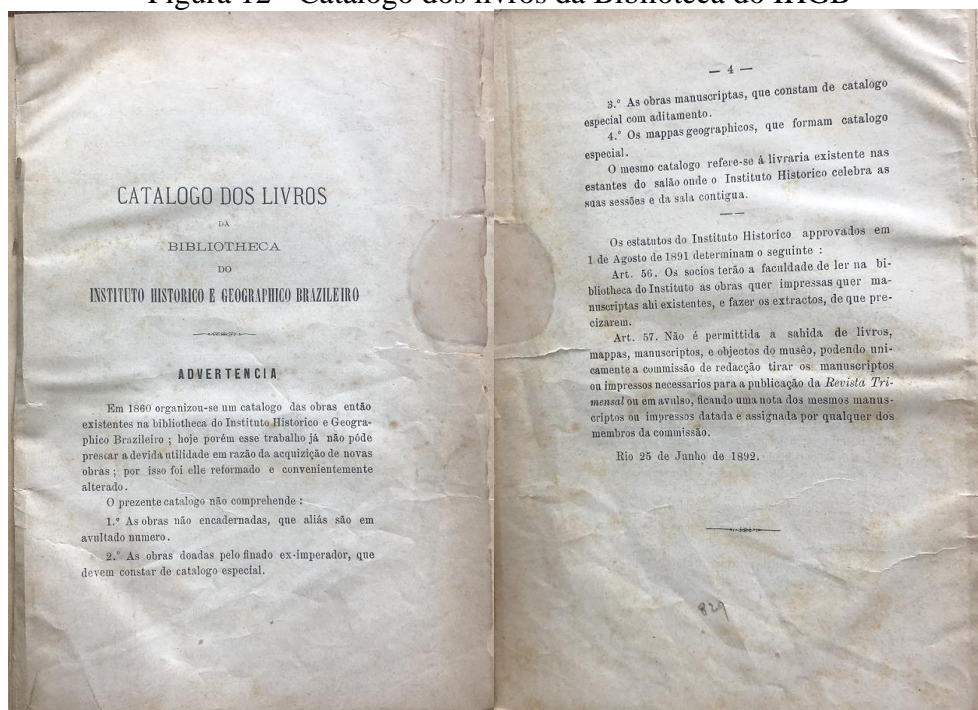 Figura 12 - Catálogo dos livros da Biblioteca do IHGB
CATALOGO DOS LIVROS
DA
BIBLIOTHECA
DO
INSTITUTO HISTORICO E GEOGRAPHICO BRAZILEIRO
ADVERTENCIA
Em 1860 organizou-se um catalogo das obras então
existentes na bibliotheca do Instituto Historico e Geogra-
phico Brazileiro ; hoje porém esse trabalho já não póde
prestar a devida utilidade em razão da acquizição de novas
obras ; por isso foi elle reformado e convenientemente
alterado.
O prezente catalogo não comprehende :
1.º As obras não encadernadas, que aliás são em
avultado numero.
2.º As obras doadas pelo finado ex-imperador, que
devem constar de catalogo especial.
— 4 —
3.º As obras manuscriptas, que constam de catalogo
especial com aditamento.
4.º Os mappas geographicos, que formam catalogo
especial.
O mesmo catalogo refere-se á livraria existente nas
estantes do salão onde o Instituto Historico celebra as
suas sessões e da sala contigua.
Os estatutos do Instituto Historico approvados em
1 de Agosto de 1891 determinam o seguinte :
Art. 56. Os socios terão a faculdade de ler na bi-
bliotheca do Instituto as obras quer impressas quer ma-
nuscriptas ahi existentes, e fazer os extractos, de que pre-
cizarem.
Art. 57. Não é permittida a sahida de livros,
mappas, manuscriptos, e objectos do musêo, podendo uni-
camente a commissão de redacção tirar os manuscriptos
ou impressos necessarios para a publicação da Revista Tri-
mensal ou em avulso, ficando uma nota dos mesmos manus-
criptos ou impressos datada e assignada por qualquer dos
membros da commissão.
Rio 25 de Junho de 1892.
829